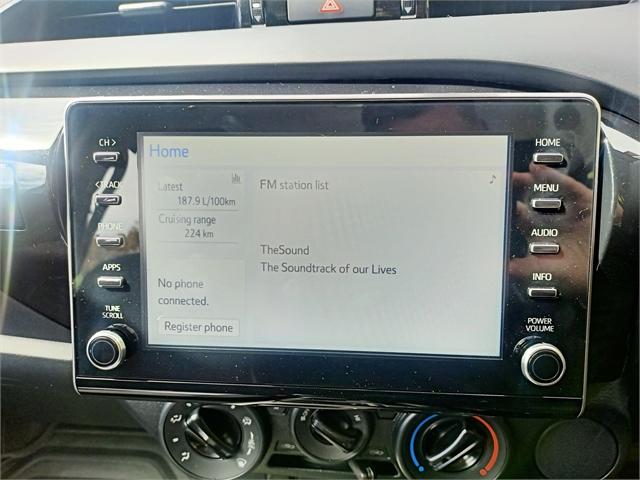 CH >
< TRACK
PHONE
APPS
TUNE
SCROLL
Home
Latest
187.9 L/100km
Cruising range
224 km
No phone
connected.
Register phone
FM station list
TheSound
The Soundtrack of our Lives
HOME
MENU
AUDIO
INFO
POWER
VOLUME